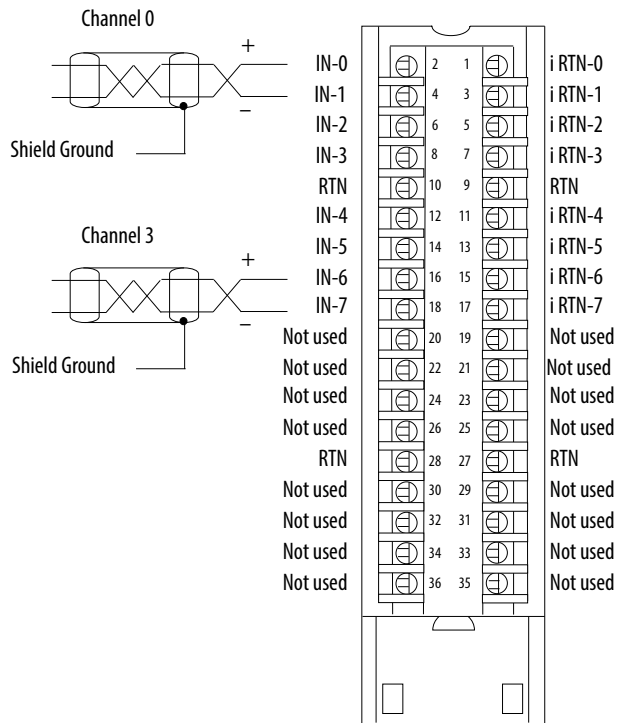 Channel 0
+
–
Shield Ground
Channel 3
+
–
Shield Ground
IN-0 2 1 i RTN-0
IN-1 4 3 i RTN-1
IN-2 6 5 i RTN-2
IN-3 8 7 i RTN-3
RTN 10 9 RTN
IN-4 12 11 i RTN-4
IN-5 14 13 i RTN-5
IN-6 16 15 i RTN-6
IN-7 18 17 i RTN-7
Not used 20 19 Not used
Not used 22 21 Not used
Not used 24 23 Not used
Not used 26 25 Not used
RTN 28 27 RTN
Not used 30 29 Not used
Not used 32 31 Not used
Not used 34 33 Not used
Not used 36 35 Not used